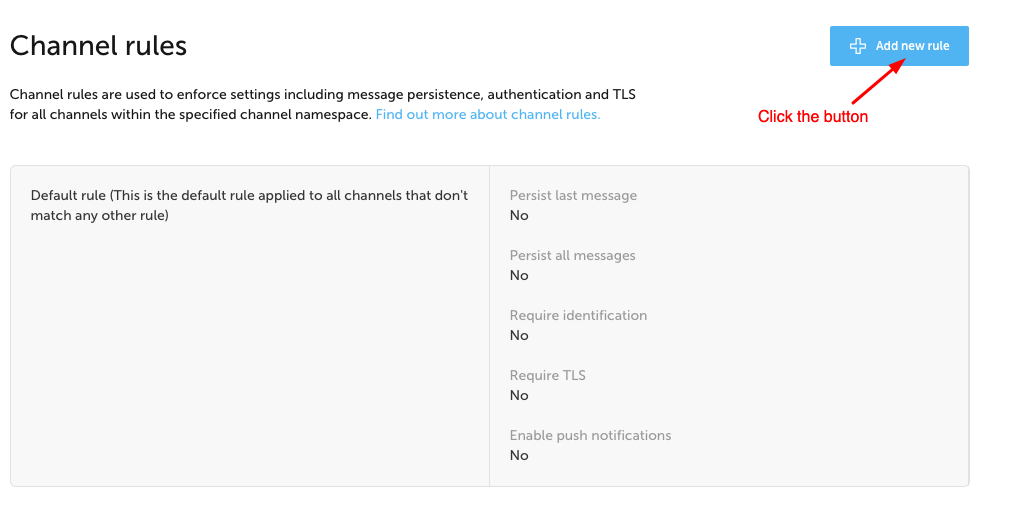 Channel rules
Add new rule
Channel rules are used to enforce settings including message persistence, authentication and TLS
for all channels within the specified channel namespace. Find out more about channel rules.
Click the button
Default rule (This is the default rule applied to all channels that don't
match any other rule)
Persist last message
No
Persist all messages
No
Require identification
No
Require TLS
No
Enable push notifications
No